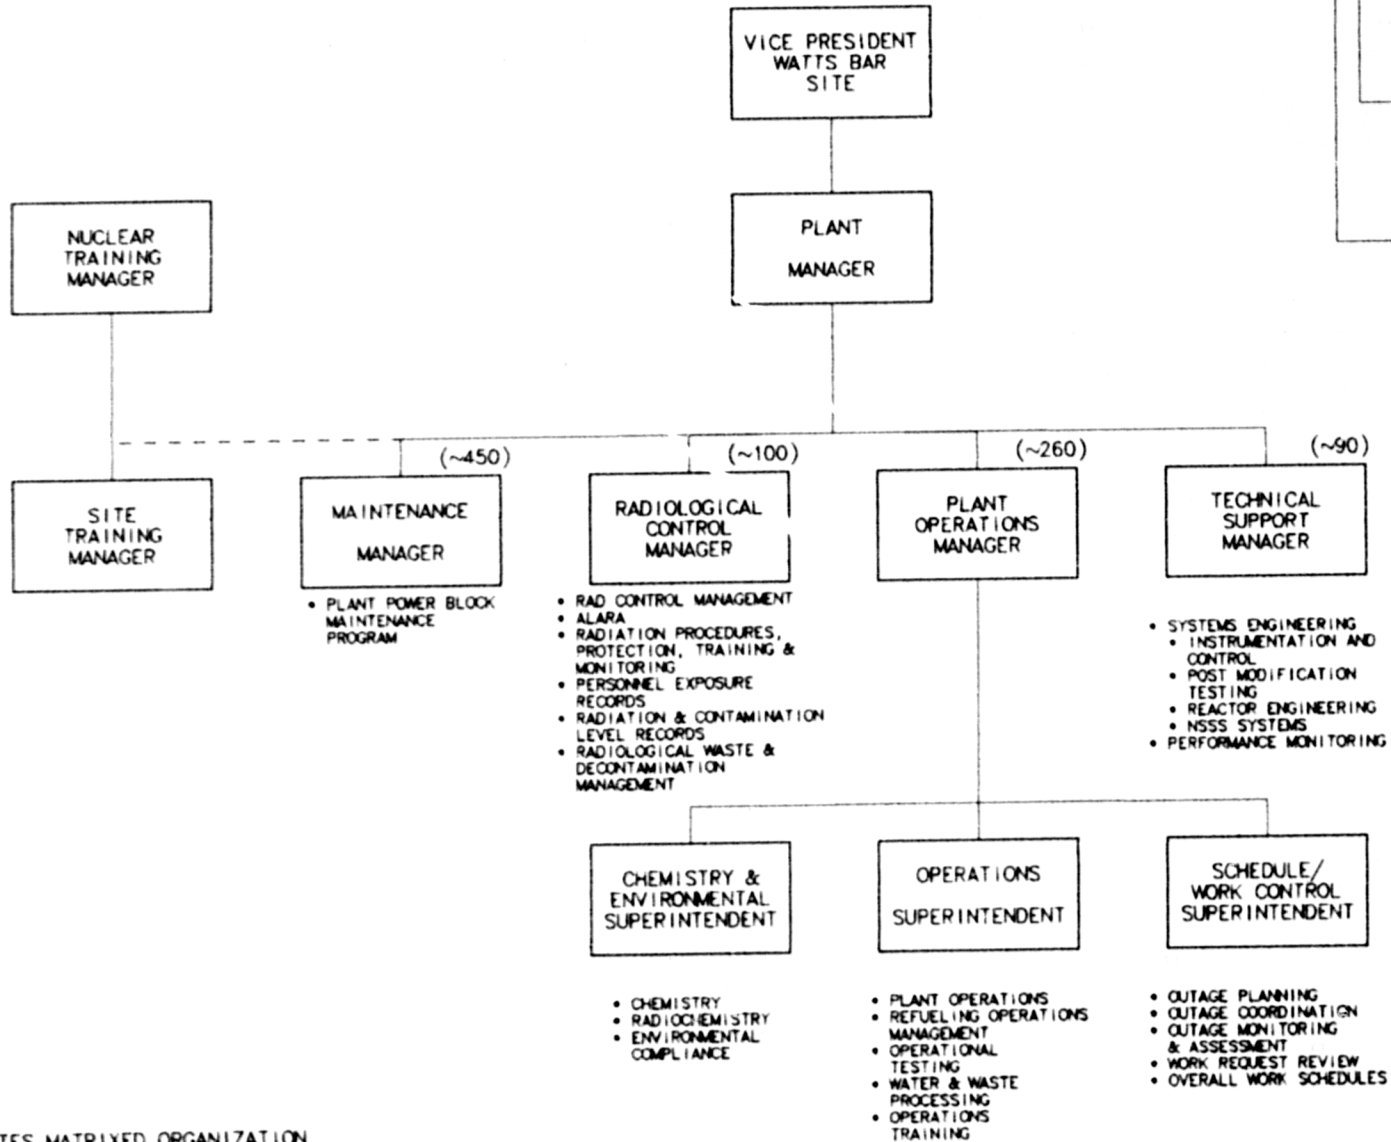 VICE PRESIDENT
WATTS BAR
SITE
PLANT
MANAGER
NUCLEAR
TRAINING
MANAGER
(~450)
(~100)
(~260)
(~90)
SITE
TRAINING
MANAGER
MAINTENANCE
MANAGER
• PLANT POWER BLOCK
MAINTENANCE
PROGRAM
RADIOLOGICAL
CONTROL
MANAGER
• RAD CONTROL MANAGEMENT
• ALARA
• RADIATION PROCEDURES,
PROTECTION, TRAINING &
MONITORING
• PERSONNEL EXPOSURE
RECORDS
• RADIATION & CONTAMINATION
LEVEL RECORDS
• RADIOLOGICAL WASTE &
DECONTAMINATION
MANAGEMENT
PLANT
OPERATIONS
MANAGER
TECHNICAL
SUPPORT
MANAGER
• SYSTEMS ENGINEERING
• INSTRUMENTATION AND
CONTROL
• POST MODIFICATION
TESTING
• REACTOR ENGINEERING
• NSSS SYSTEMS
• PERFORMANCE MONITORING
CHEMISTRY &
ENVIRONMENTAL
SUPERINTENDENT
• CHEMISTRY
• RADIOCHEMISTRY
• ENVIRONMENTAL
COMPLIANCE
OPERATIONS
SUPERINTENDENT
• PLANT OPERATIONS
• REFUELING OPERATIONS
MANAGEMENT
• OPERATIONAL
TESTING
• WATER & WASTE
PROCESSING
• OPERATIONS
TRAINING
SCHEDULE/
WORK CONTROL
SUPERINTENDENT
• OUTAGE PLANNING
• OUTAGE COORDINATION
• OUTAGE MONITORING
& ASSESSMENT
• WORK REQUEST REVIEW
• OVERALL WORK SCHEDULES
MATRIXED ORGANIZATION